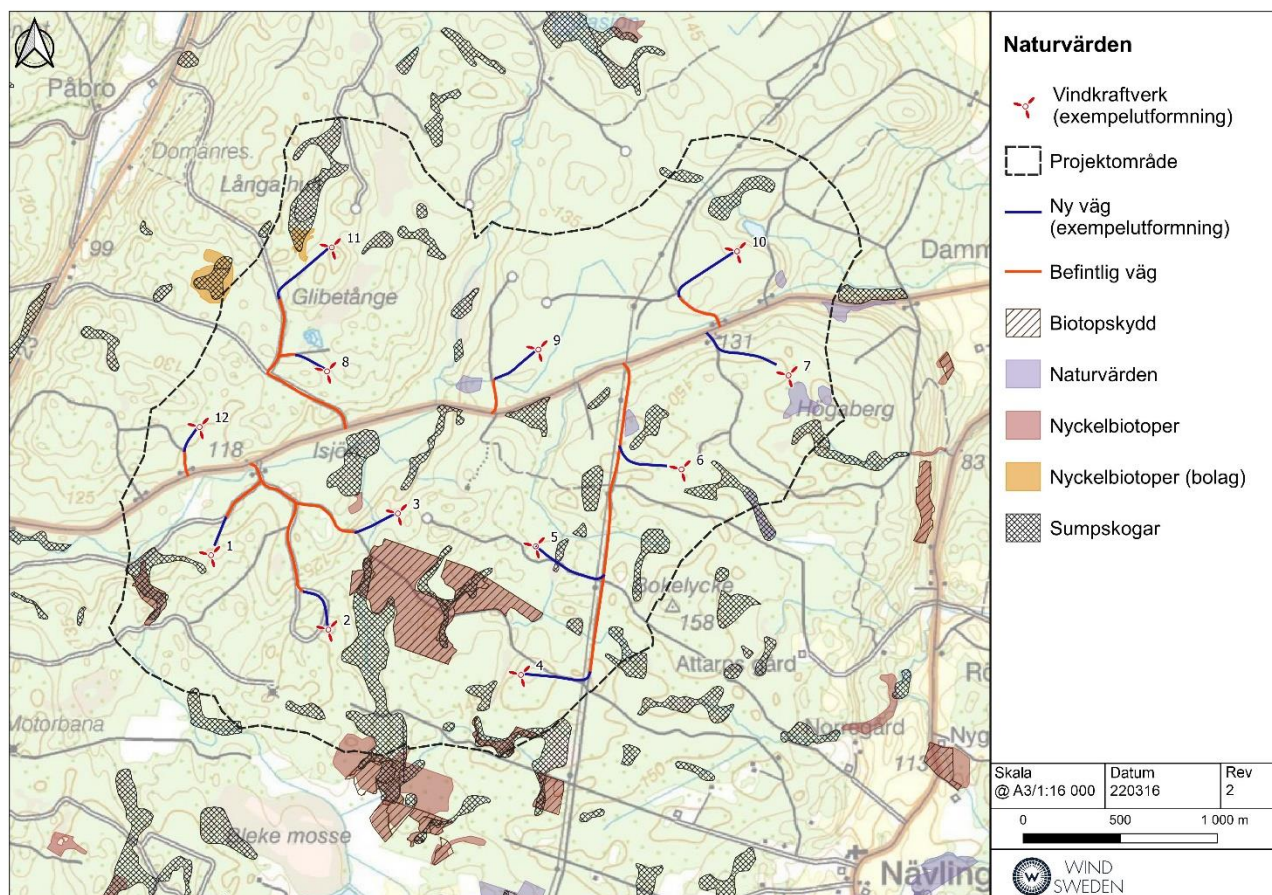 Påbro
Domänres.
Långa hult
99
11
Glibetånge
8
12
118
Isjön
125
1
3
2
9
135
145
10
131
7
Högaberg
150
6
5
Bokelycke
158
4
Attarps gård
Norregård
113
83
Motorbana
Bleke mosse
Nävling
Damm
Nyg
120
Naturvärden
Vindkraftverk
(exempelutformning)
Projektområde
Ny väg
(exempelutformning)
Befintlig väg
Biotopskydd
Naturvärden
Nyckelbiotoper
Nyckelbiotoper (bolag)
Sumpskogar
Skala
@ A3/1:16 000
Datum
220316
Rev
2
0 500 1 000 m
W
WIND
SWEDEN